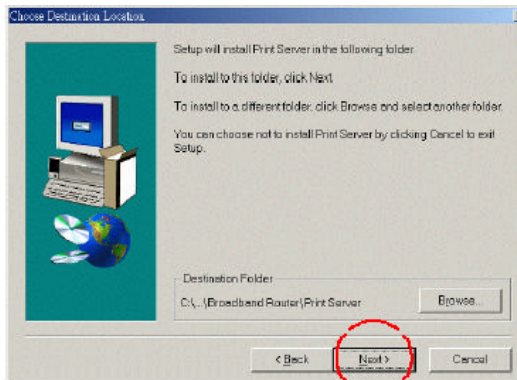 Choose Destination Location
Setup will install Print Server in the following folder.
To install to this folder, click Next
To install to a different folder, click Browse and select another folder.
You can choose not to install Print Server by clicking Cancel to exit
Setup.
Destination Folder
C:\...\Broadband Router\Print Server
Browse...
< Back
Next >
Cancel